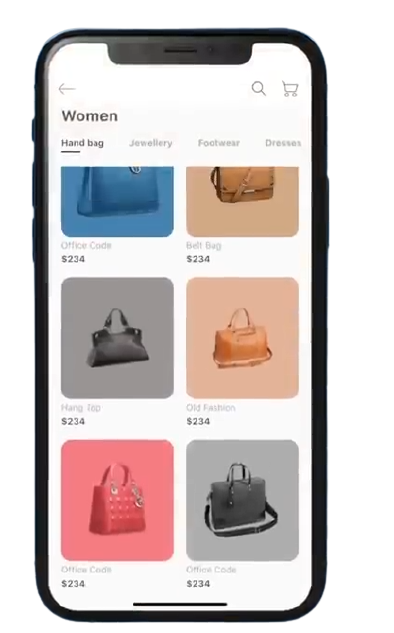 Women
Hand bag Jewellery Footwear Dresses
Office Code Belt Bag
$234 $234
Hang Top Old Fashion
$234 $234
Office Code Office Code
$234 $234